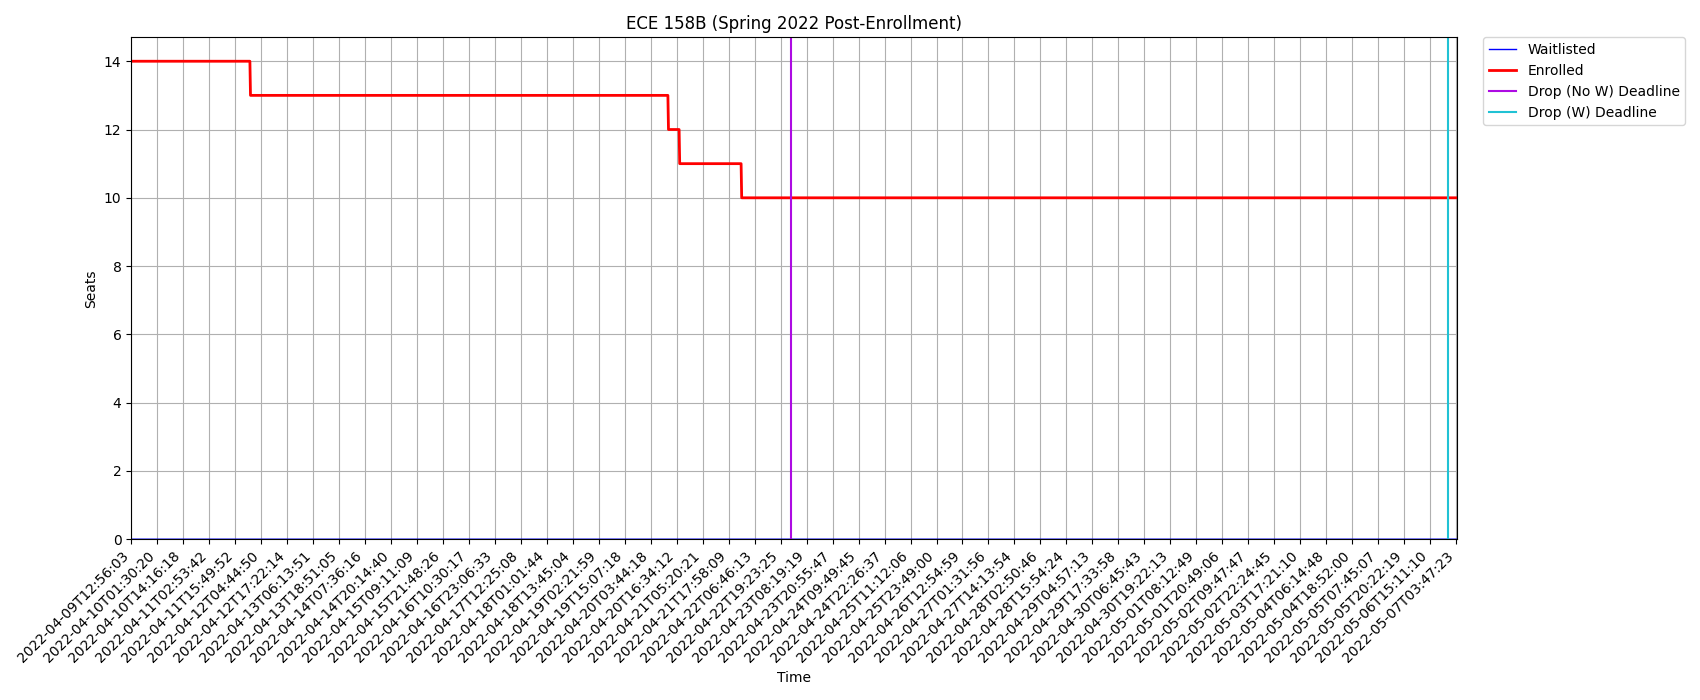 ECE 158B (Spring 2022 Post-Enrollment)
Waitlisted
Enrolled
Drop (No W) Deadline
Drop (W) Deadline
Seats
14
12
10
8
6
4
2
0
2022-04-09T12:56:03
2022-04-10T01:30:20
2022-04-10T14:16:18
2022-04-11T02:53:42
2022-04-11T15:49:52
2022-04-12T04:44:50
2022-04-12T17:22:14
2022-04-13T06:13:51
2022-04-13T18:51:05
2022-04-14T07:36:16
2022-04-14T20:14:40
2022-04-15T09:11:09
2022-04-15T21:48:26
2022-04-16T10:30:17
2022-04-16T23:06:33
2022-04-17T12:25:08
2022-04-18T01:01:44
2022-04-18T13:45:04
2022-04-19T02:21:59
2022-04-19T15:07:18
2022-04-20T03:44:18
2022-04-20T16:34:12
2022-04-21T05:20:21
2022-04-21T17:58:09
2022-04-22T06:46:13
2022-04-22T19:23:25
2022-04-23T08:19:19
2022-04-23T20:55:47
2022-04-24T09:49:45
2022-04-24T22:26:37
2022-04-25T11:12:06
2022-04-25T23:49:00
2022-04-26T12:54:59
2022-04-27T01:31:56
2022-04-27T14:13:54
2022-04-28T02:50:46
2022-04-28T15:54:24
2022-04-29T04:57:13
2022-04-29T17:33:58
2022-04-30T06:45:43
2022-04-30T19:22:13
2022-05-01T08:12:49
2022-05-01T20:49:06
2022-05-02T09:47:47
2022-05-02T22:24:45
2022-05-03T17:21:10
2022-05-04T06:14:48
2022-05-04T18:52:00
2022-05-05T07:45:07
2022-05-05T20:22:19
2022-05-06T15:11:10
2022-05-07T03:47:23
Time